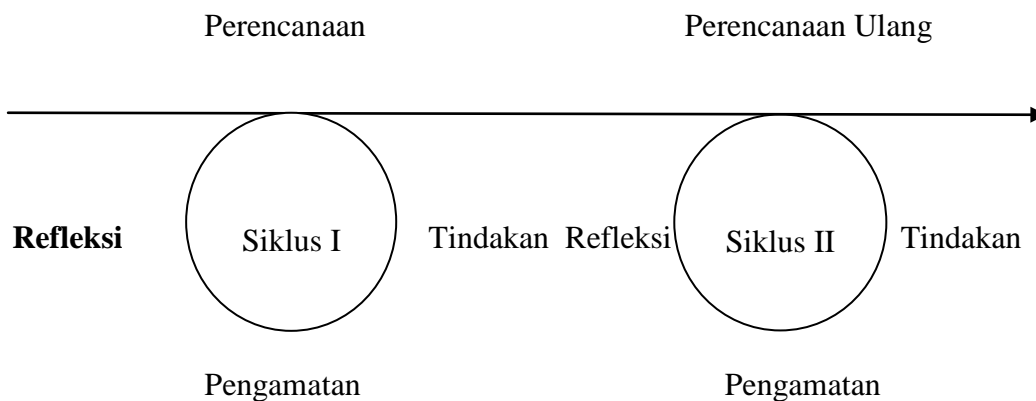 Perencanaan Perencanaan Ulang
Refleksi Siklus I Tindakan Refleksi Siklus II Tindakan
Pengamatan Pengamatan